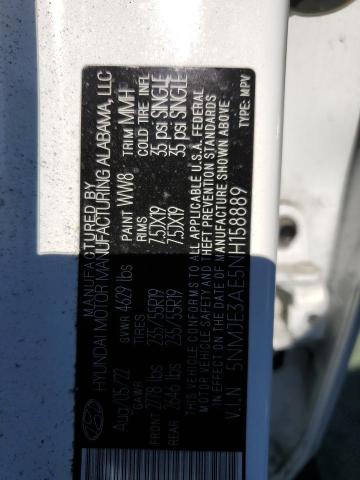 MANUFACTURED BY
HYUNDAI MOTOR MANUFACTURING ALABAMA, LLC
Aug / 05 / 22 GVWR 4629 lbs PAINT WW8 TRIM MMH
GAWR TIRES RIMS COLD TIRE INFL
FRONT 2778 lbs 235/55R19 7.5JX19 35 psi SINGLE
REAR 2646 lbs 235/55R19 7.5JX19 35 psi SINGLE
THIS VEHICLE CONFORMS TO ALL APPLICABLE U.S.A. FEDERAL
MOTOR VEHICLE SAFETY AND THEFT PREVENTION STANDARDS
IN EFFECT ON THE DATE OF MANUFACTURE SHOWN ABOVE
V.I.N 5NMJE3AE5NH158889 TYPE: MPV